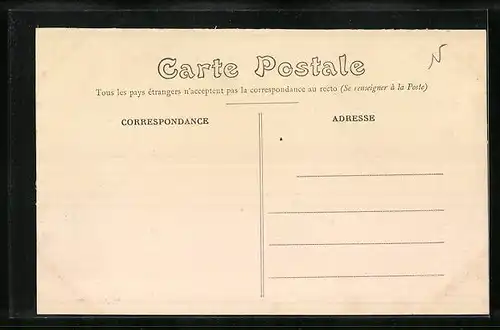 Carte Postale
Tous les pays étrangers n'acceptent pas la correspondance au recto (Se renseigner à la Poste)
CORRESPONDANCE
ADRESSE
N